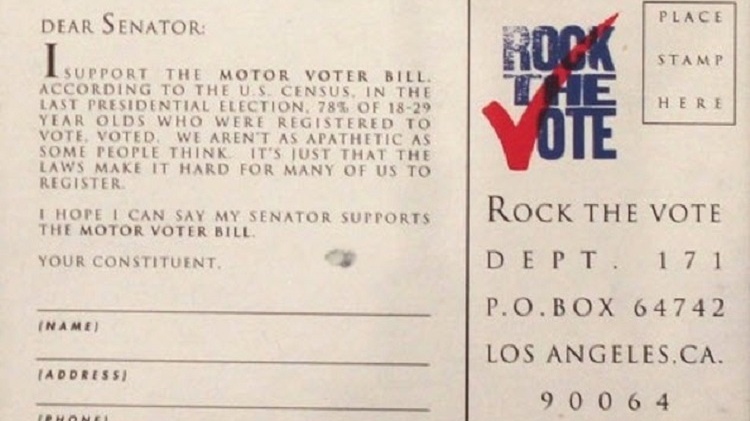 DEAR SENATOR:
I SUPPORT THE MOTOR VOTER BILL.
ACCORDING TO THE U.S. CENSUS, IN THE
LAST PRESIDENTIAL ELECTION, 78% OF 18-29
YEAR OLDS WHO WERE REGISTERED TO
VOTE, VOTED. WE AREN'T AS APATHETIC AS
SOME PEOPLE THINK. IT'S JUST THAT THE
LAWS MAKE IT HARD FOR MANY OF US TO
REGISTER.
I HOPE I CAN SAY MY SENATOR SUPPORTS
THE MOTOR VOTER BILL.
YOUR CONSTITUENT,
(NAME)
(ADDRESS)
(PHONE)
ROCK
THE
VOTE
PLACE
STAMP
HERE
ROCK THE VOTE
DEPT. 171
P.O.BOX 64742
LOS ANGELES,CA.
90064